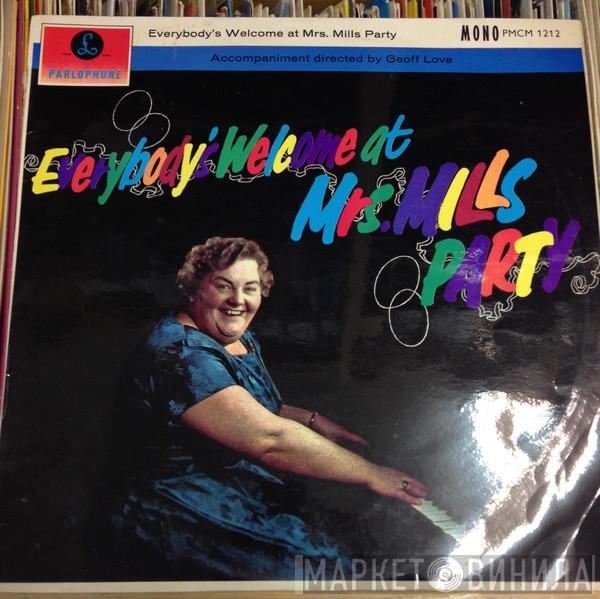 Everybody's Welcome at Mrs. Mills Party
MONO PMCM 1212
PARLOPHONE
Accompaniment directed by Geoff Love
Everybody's Welcome at
Mrs. MILLS
PARTY
МАРКЕТ ВИНИЛА